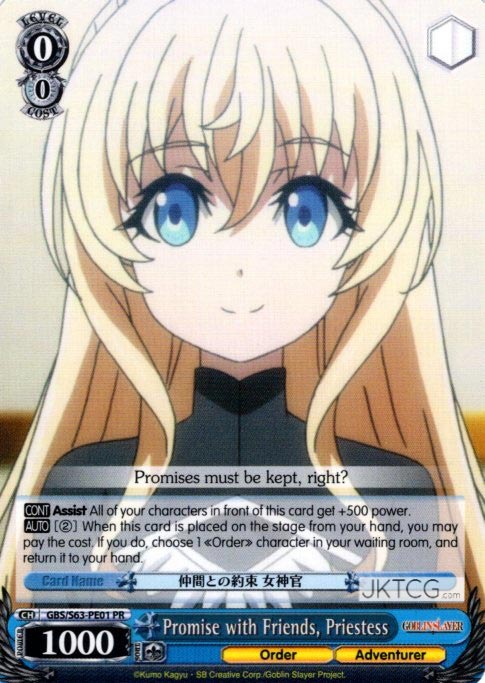 LEVEL
0
0
COST
Promises must be kept, right?
CONT Assist All of your characters in front of this card get +500 power.
AUTO [②] When this card is placed on the stage from your hand, you may
pay the cost. If you do, choose 1 «Order» character in your waiting room, and
return it to your hand.
Card Name 仲間との約束 女神官
JKTCG.com
CH GBS/S63-PE01 PR
POWER 1000 SOUL Promise with Friends, Priestess GOBLIN SLAYER
Order Adventurer
©Kumo Kagyu・SB Creative Corp./Goblin Slayer Project.